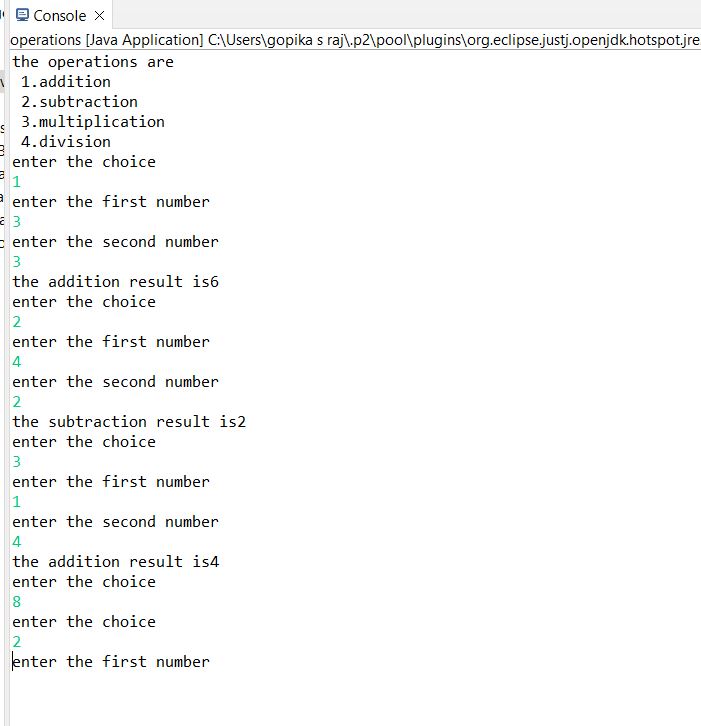 Console
operations [Java Application] C:\Users\gopika s raj\.p2\pool\plugins\org.eclipse.justj.openjdk.hotspot.jre
the operations are
1.addition
2.subtraction
3.multiplication
4.division
enter the choice
1
enter the first number
3
enter the second number
3
the addition result is6
enter the choice
2
enter the first number
4
enter the second number
2
the subtraction result is2
enter the choice
3
enter the first number
1
enter the second number
4
the addition result is4
enter the choice
8
enter the choice
2
enter the first number